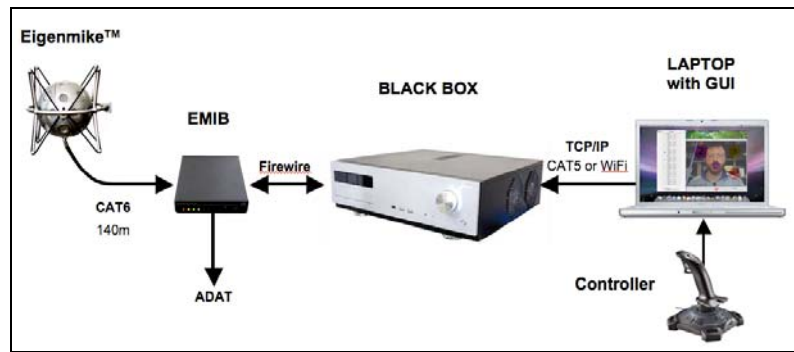 Eigenmike™
EMIB
BLACK BOX
LAPTOP
with GUI
Firewire
TCP/IP
CAT5 or WiFi
CAT6
140m
ADAT
Controller